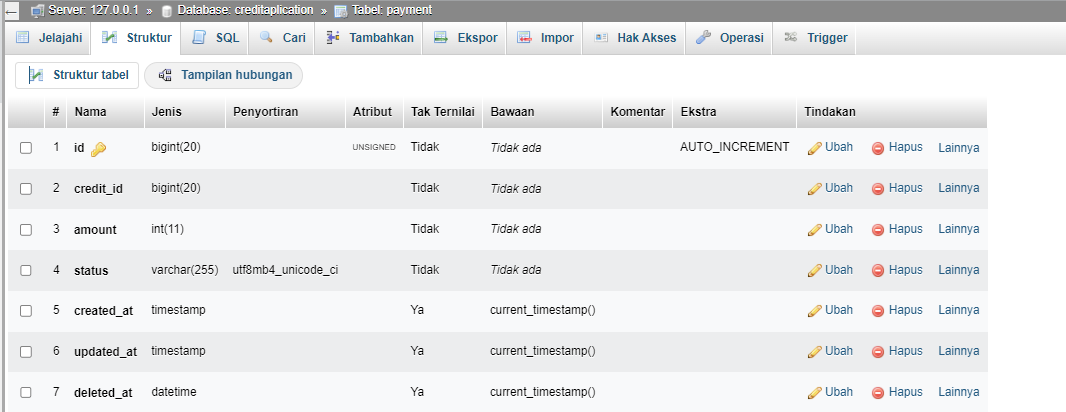 Server: 127.0.0.1 » Database: creditaplication » Tabel: payment
Jelajahi Struktur SQL Cari Tambahkan Ekspor Impor Hak Akses Operasi Trigger
Struktur tabel Tampilan hubungan
# Nama Jenis Penyortiran Atribut Tak Ternilai Bawaan Komentar Ekstra Tindakan
1 id bigint(20) UNSIGNED Tidak Tidak ada AUTO_INCREMENT Ubah Hapus Lainnya
2 credit_id bigint(20) Tidak Tidak ada Ubah Hapus Lainnya
3 amount int(11) Tidak Tidak ada Ubah Hapus Lainnya
4 status varchar(255) utf8mb4_unicode_ci Tidak Tidak ada Ubah Hapus Lainnya
5 created_at timestamp Ya current_timestamp() Ubah Hapus Lainnya
6 updated_at timestamp Ya current_timestamp() Ubah Hapus Lainnya
7 deleted_at datetime Ya current_timestamp() Ubah Hapus Lainnya